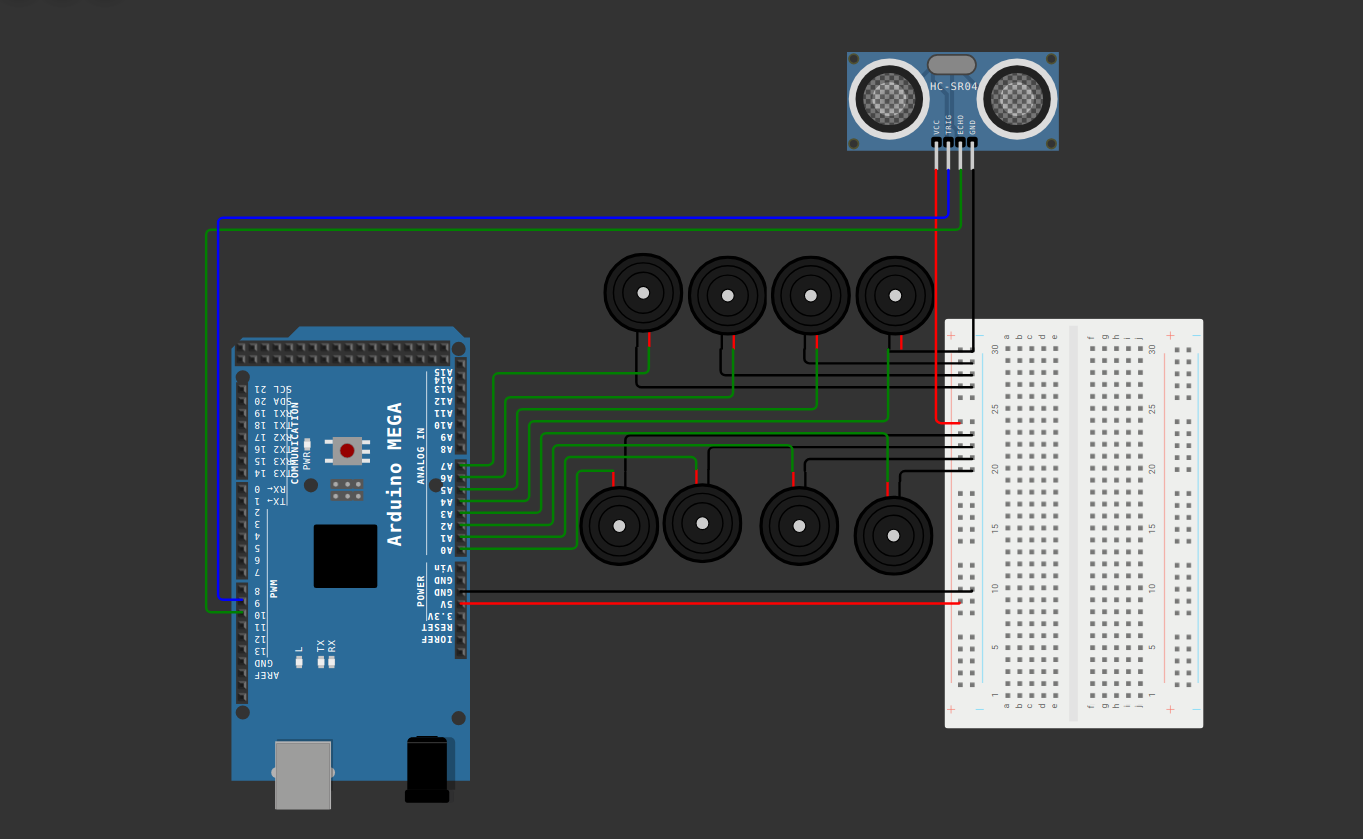 HC-SR04
VCC
TRIG
ECHO
GND
Arduino MEGA
COMMUNICATION
SCL 21
SDA 20
RX1 19
TX1 18
RX2 17
TX2 16
RX3 15
TX3 14
RX← 0
TX→ 1
2
3
4
5
6
7
PWM
8
9
10
11
12
13
GND
AREF
PWR
L
TX
RX
ANALOG IN
A15
A14
A13
A12
A11
A10
A9
A8
A7
A6
A5
A4
A3
A2
A1
A0
POWER
Vin
GND
GND
5V
3.3V
RESET
IOREF
+ − + −
a b c d e f g h i j
30 30
25 25
20 20
15 15
10 10
5 5
1 1
a b c d e f g h i j
+ − + −